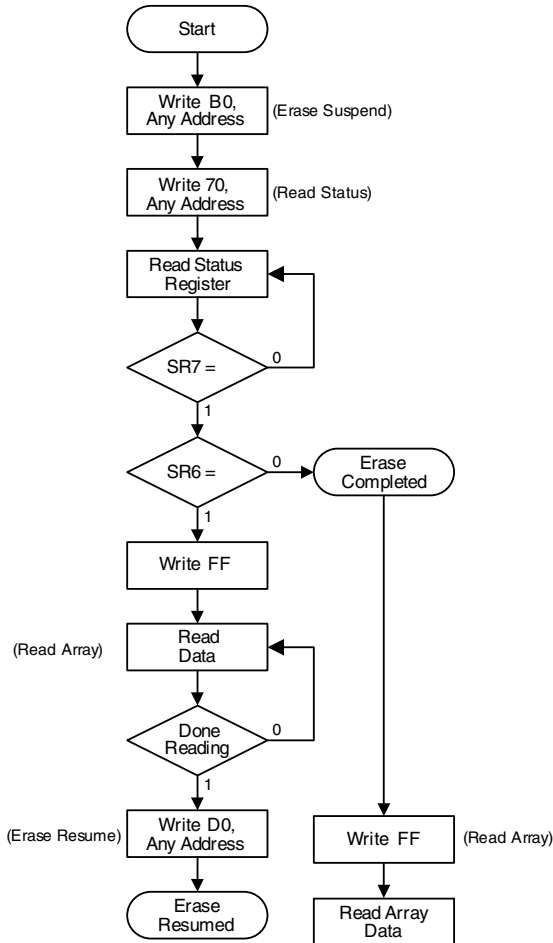 Start
Write B0,
Any Address
(Erase Suspend)
Write 70,
Any Address
(Read Status)
Read Status
Register
SR7 =
0
1
SR6 =
0
Erase
Completed
1
Write FF
(Read Array)
Read
Data
Done
Reading
0
1
(Erase Resume)
Write D0,
Any Address
Write FF
(Read Array)
Erase
Resumed
Read Array
Data